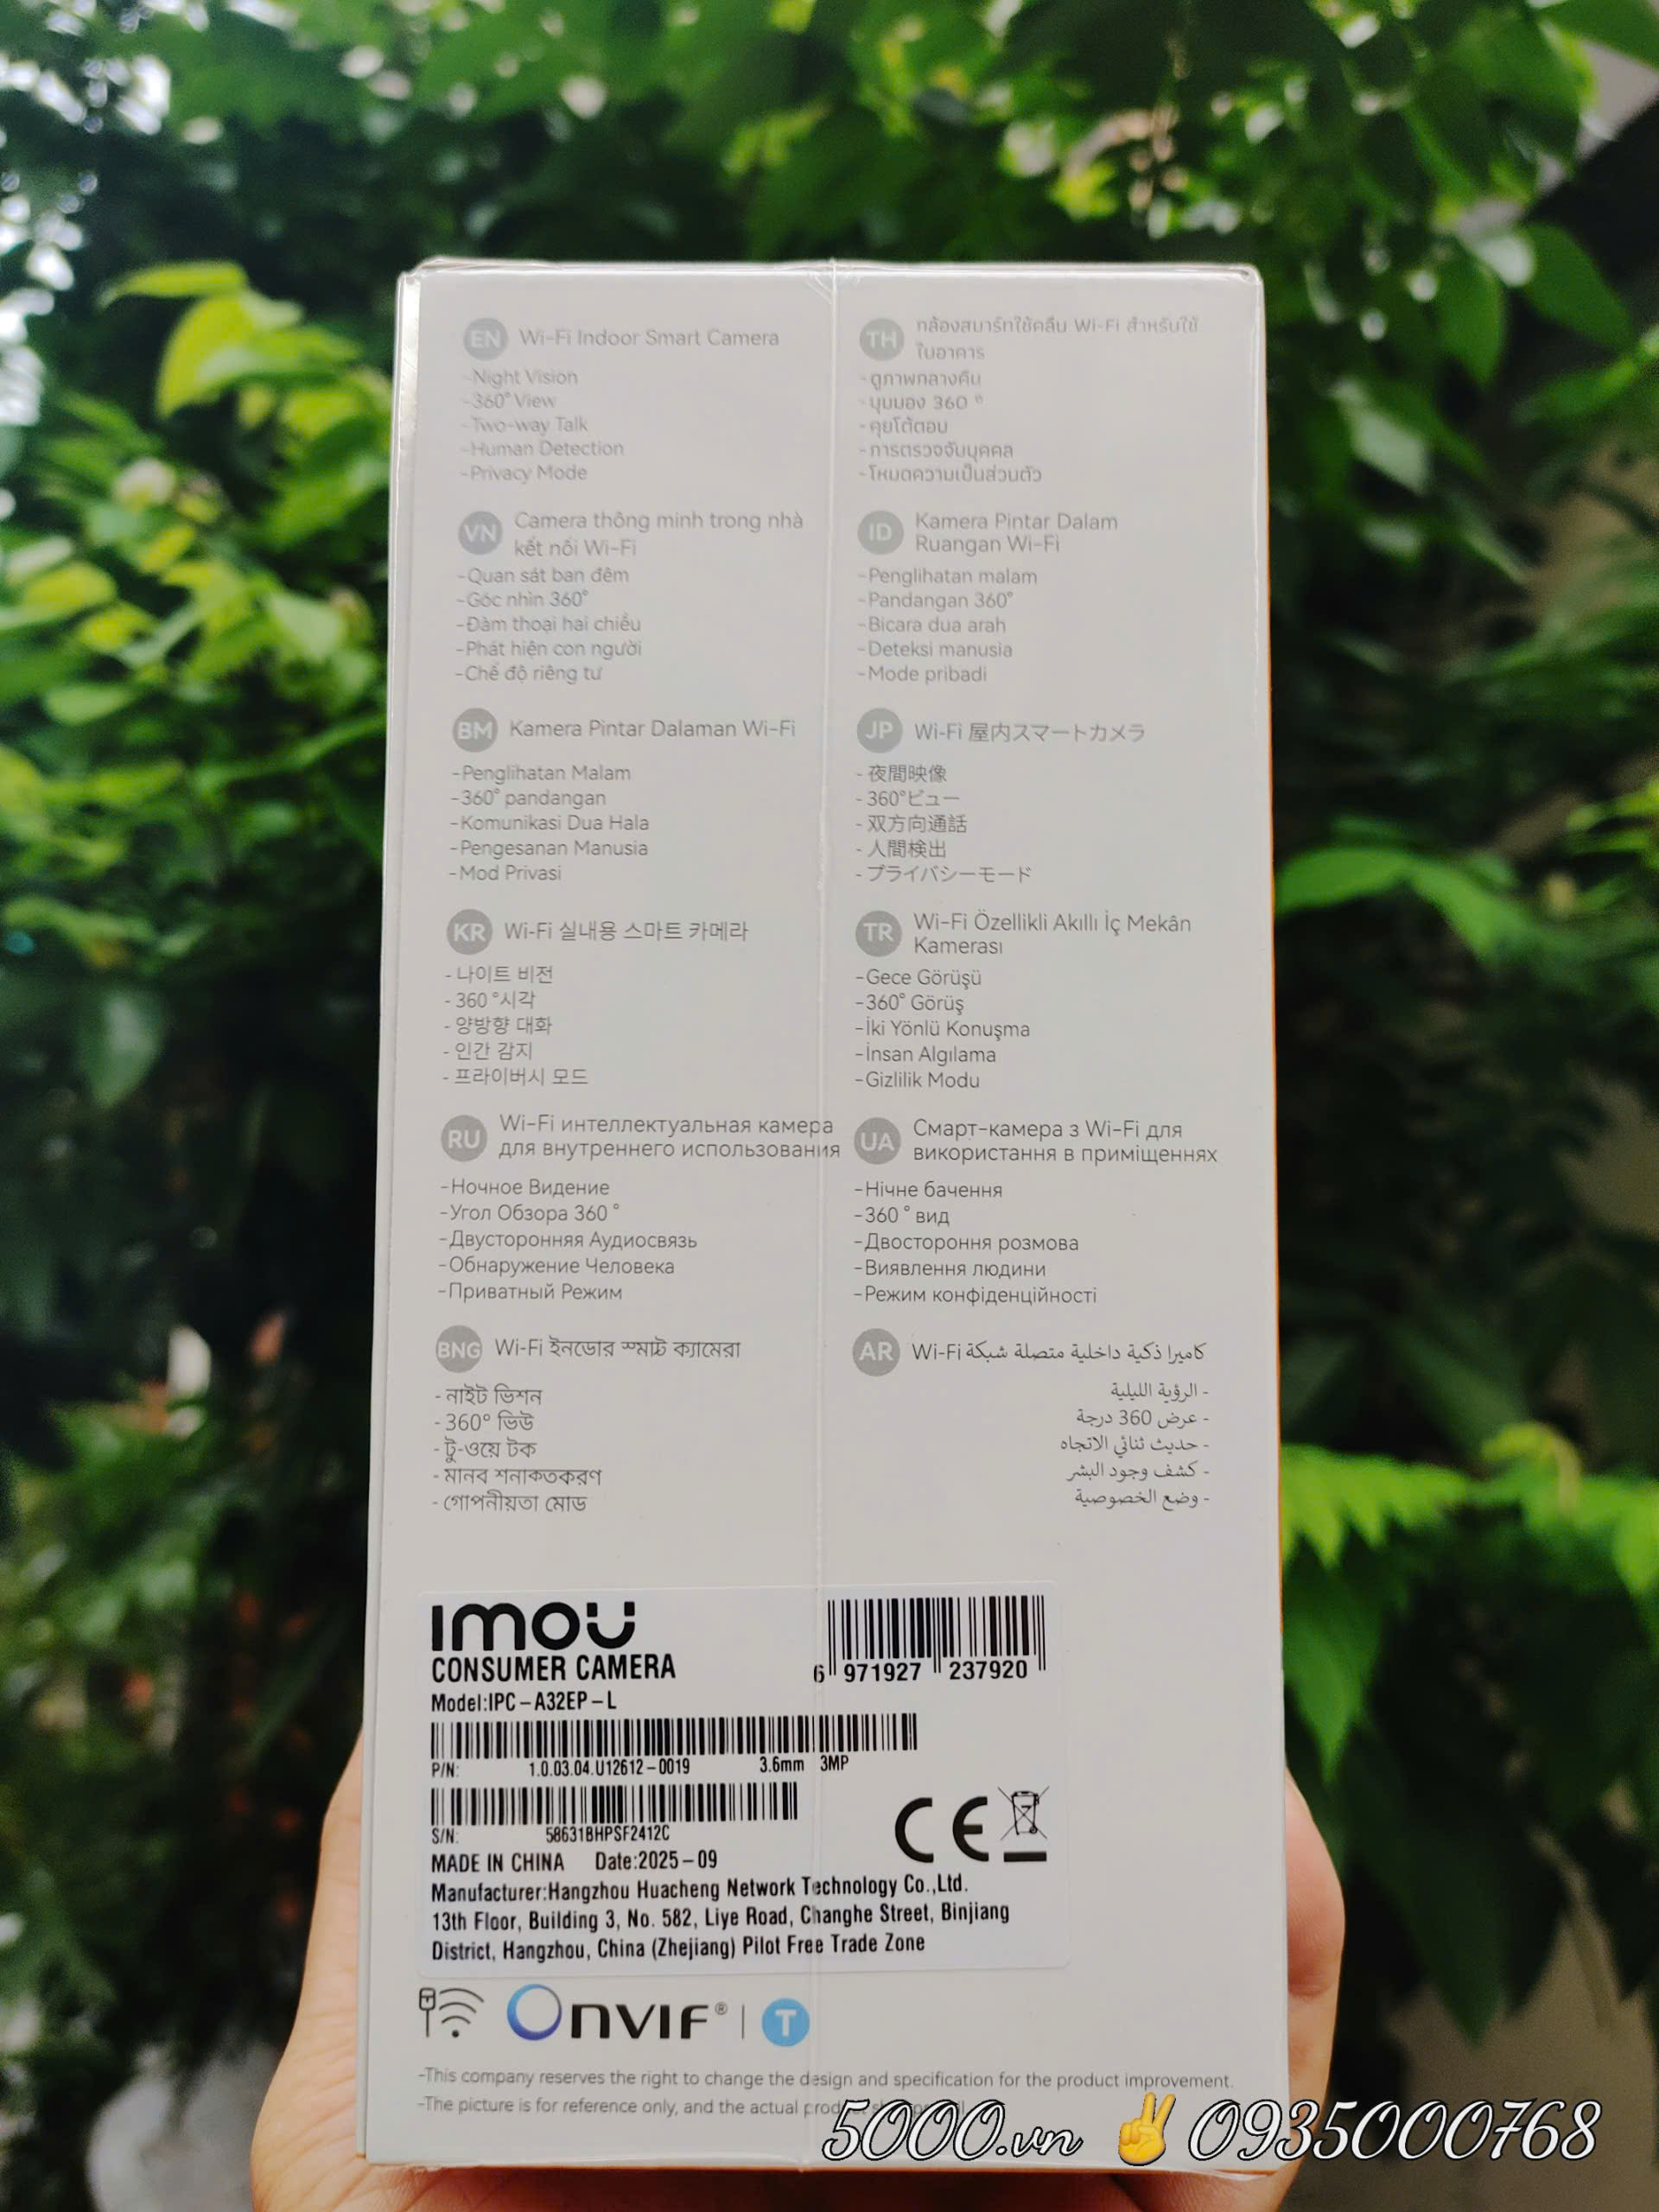 EN Wi-Fi Indoor Smart Camera
-Night Vision
-360° View
-Two-way Talk
-Human Detection
-Privacy Mode
TH กล้องสมาร์ทใช้คลื่น Wi-Fi สำหรับใช้
ในอาคาร
-ดูภาพกลางคืน
-มุมมอง 360 °
-คุยโต้ตอบ
-การตรวจจับบุคคล
-โหมดความเป็นส่วนตัว
VN Camera thông minh trong nhà
kết nối Wi-Fi
-Quan sát ban đêm
-Góc nhìn 360°
-Đàm thoại hai chiều
-Phát hiện con người
-Chế độ riêng tư
ID Kamera Pintar Dalam
Ruangan Wi-Fi
-Penglihatan malam
-Pandangan 360°
-Bicara dua arah
-Deteksi manusia
-Mode pribadi
BM Kamera Pintar Dalaman Wi-Fi
-Penglihatan Malam
-360° pandangan
-Komunikasi Dua Hala
-Pengesanan Manusia
-Mod Privasi
JP Wi-Fi 屋内スマートカメラ
- 夜間映像
- 360°ビュー
- 双方向通話
- 人間検出
- プライバシーモード
KR Wi-Fi 실내용 스마트 카메라
- 나이트 비전
- 360 °시각
- 양방향 대화
- 인간 감지
- 프라이버시 모드
TR Wi-Fi Özellikli Akıllı İç Mekân
Kamerası
-Gece Görüşü
-360° Görüş
-İki Yönlü Konuşma
-İnsan Algılama
-Gizlilik Modu
RU Wi-Fi интеллектуальная камера
для внутреннего использования
-Ночное Видение
-Угол Обзора 360 °
-Двусторонняя Аудиосвязь
-Обнаружение Человека
-Приватный Режим
UA Смарт-камера з Wi-Fi для
використання в приміщеннях
-Нічне бачення
-360 ° вид
-Двостороння розмова
-Виявлення людини
-Режим конфіденційності
BNG Wi-Fi ইনডোর স্মার্ট ক্যামেরা
- নাইট ভিশন
- 360° ভিউ
- টু-ওয়ে টক
- মানব শনাক্তকরণ
- গোপনীয়তা মোড
AR كاميرا ذكية داخلية متصلة شبكة Wi-Fi
- الرؤية الليلية
- عرض 360 درجة
- حديث ثنائي الاتجاه
- كشف وجود البشر
- وضع الخصوصية
imou
CONSUMER CAMERA
6 971927 237920
Model:IPC-A32EP-L
P/N: 1.0.03.04.U12612-0019 3.6mm 3MP
S/N: 58631BHPSF2412C
CE
MADE IN CHINA Date:2025-09
Manufacturer:Hangzhou Huacheng Network Technology Co.,Ltd.
13th Floor, Building 3, No. 582, Liye Road, Changhe Street, Binjiang
District, Hangzhou, China (Zhejiang) Pilot Free Trade Zone
ONVIF® | T
-This company reserves the right to change the design and specification for the product improvement.
-The picture is for reference only, and the actual
5000.vn ✌ 0935000768